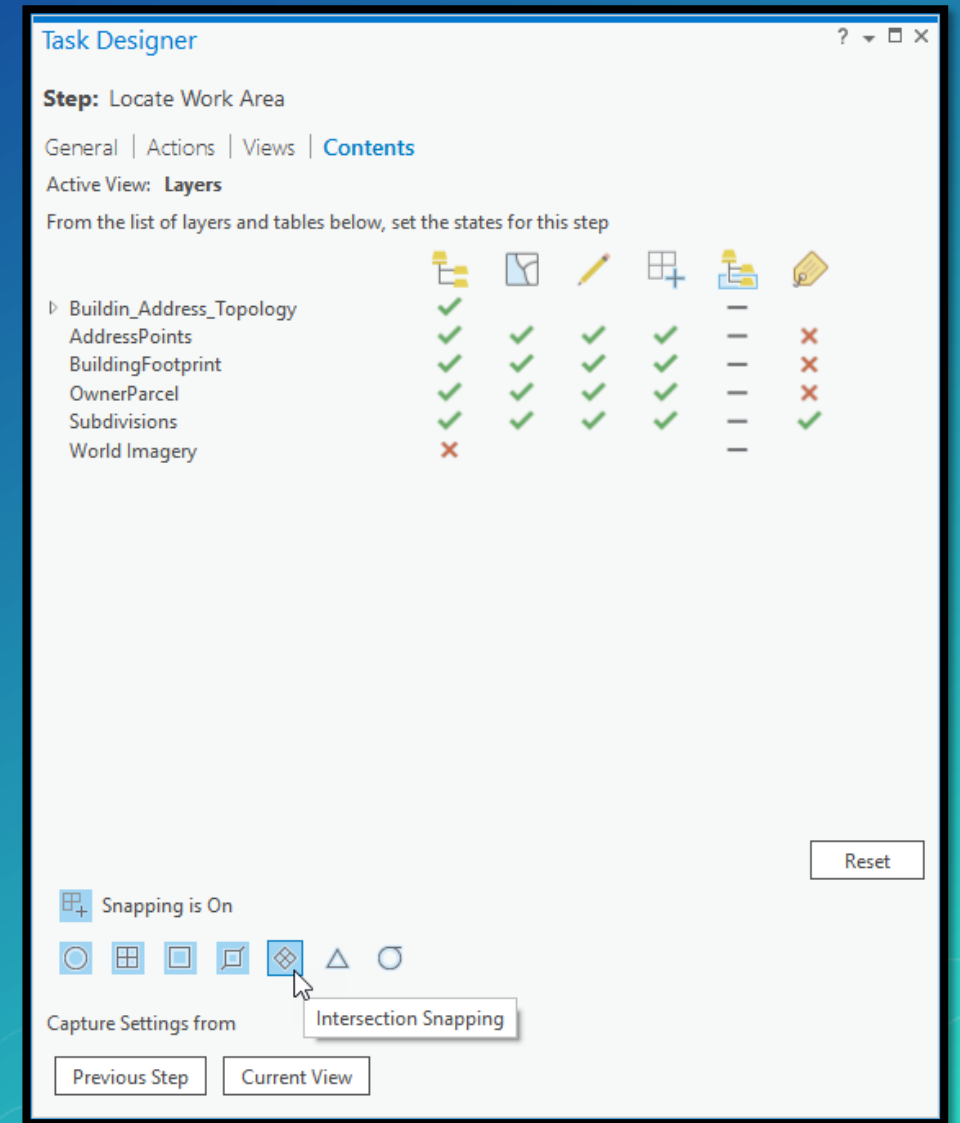 Task Designer ?
Step: Locate Work Area
General | Actions | Views | Contents
Active View: Layers
From the list of layers and tables below, set the states for this step
Buildin_Address_Topology
AddressPoints
BuildingFootprint
OwnerParcel
Subdivisions
World Imagery
Reset
Snapping is On
Intersection Snapping
Capture Settings from
Previous Step Current View